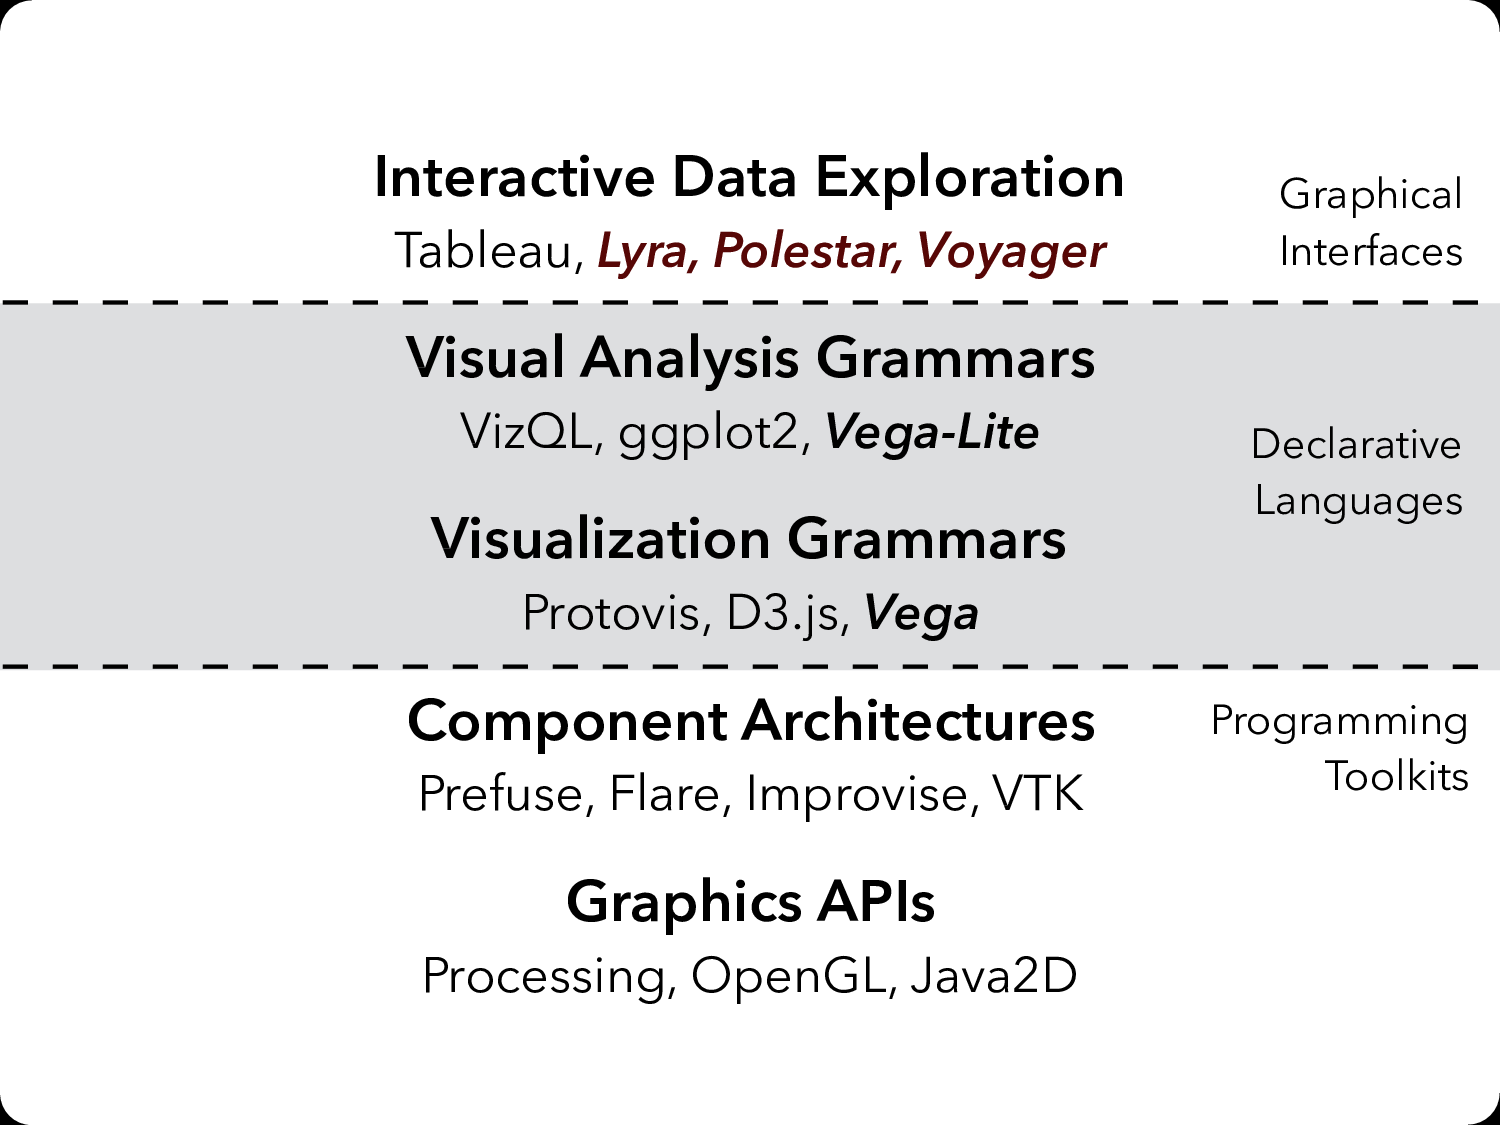 Interactive Data Exploration
Tableau, Lyra, Polestar, Voyager
Graphical
Interfaces
Visual Analysis Grammars
VizQL, ggplot2, Vega-Lite
Declarative
Languages
Visualization Grammars
Protovis, D3.js, Vega
Component Architectures
Prefuse, Flare, Improvise, VTK
Programming
Toolkits
Graphics APIs
Processing, OpenGL, Java2D